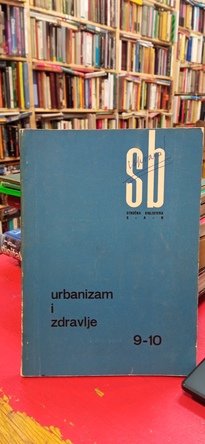 sb
STRUČNA BIBLIOTEKA
urbanizam
i
zdravlje
9-10